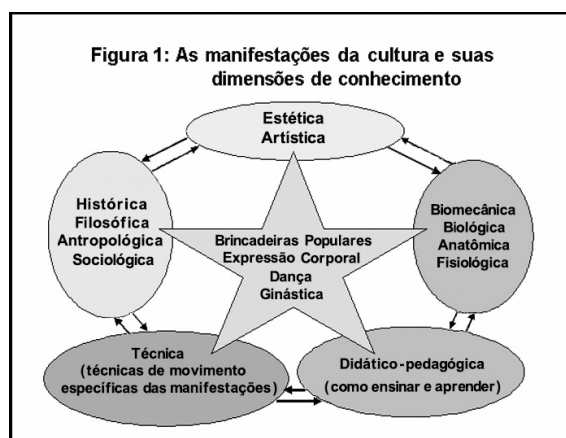 Figura 1: As manifestações da cultura e suas
dimensões de conhecimento
Estética
Artística
Histórica
Filosófica
Antropológica
Sociológica
Brincadeiras Populares
Expressão Corporal
Dança
Ginástica
Biomecânica
Biológica
Anatômica
Fisiológica
Técnica
(técnicas de movimento
específicas das manifestações)
Didático-pedagógica
(como ensinar e aprender)